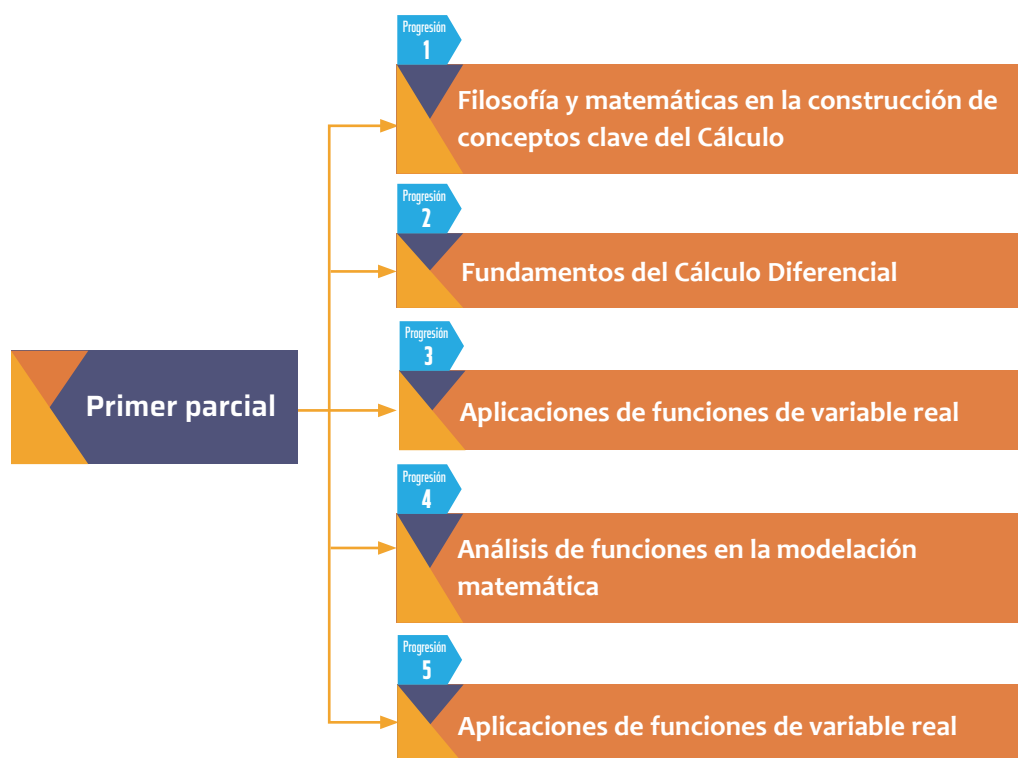 Progresión
1
Filosofía y matemáticas en la construcción de
conceptos clave del Cálculo
Progresión
2
Fundamentos del Cálculo Diferencial
Progresión
3
Primer parcial
Aplicaciones de funciones de variable real
Progresión
4
Análisis de funciones en la modelación
matemática
Progresión
5
Aplicaciones de funciones de variable real